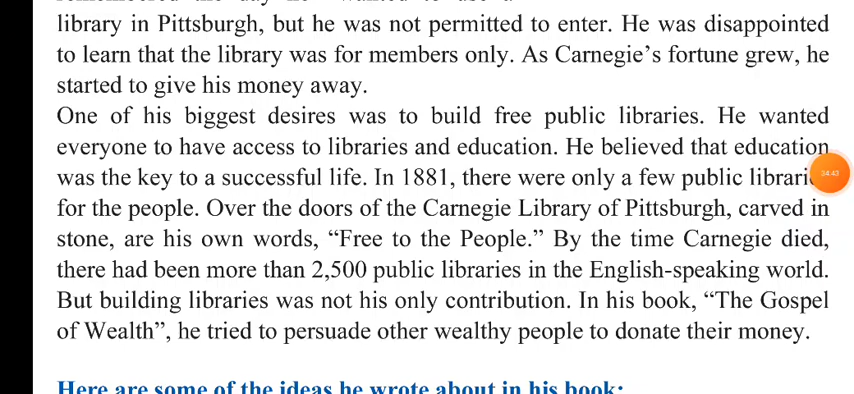 library in Pittsburgh, but he was not permitted to enter. He was disappointed
to learn that the library was for members only. As Carnegie’s fortune grew, he
started to give his money away.
One of his biggest desires was to build free public libraries. He wanted
everyone to have access to libraries and education. He believed that education
was the key to a successful life. In 1881, there were only a few public
34:43
for the people. Over the doors of the Carnegie Library of Pittsburgh, carved in
stone, are his own words, “Free to the People.” By the time Carnegie died,
there had been more than 2,500 public libraries in the English-speaking world.
But building libraries was not his only contribution. In his book, “The Gospel
of Wealth”, he tried to persuade other wealthy people to donate their money.
Here are some of the ideas he wrote about in his book: